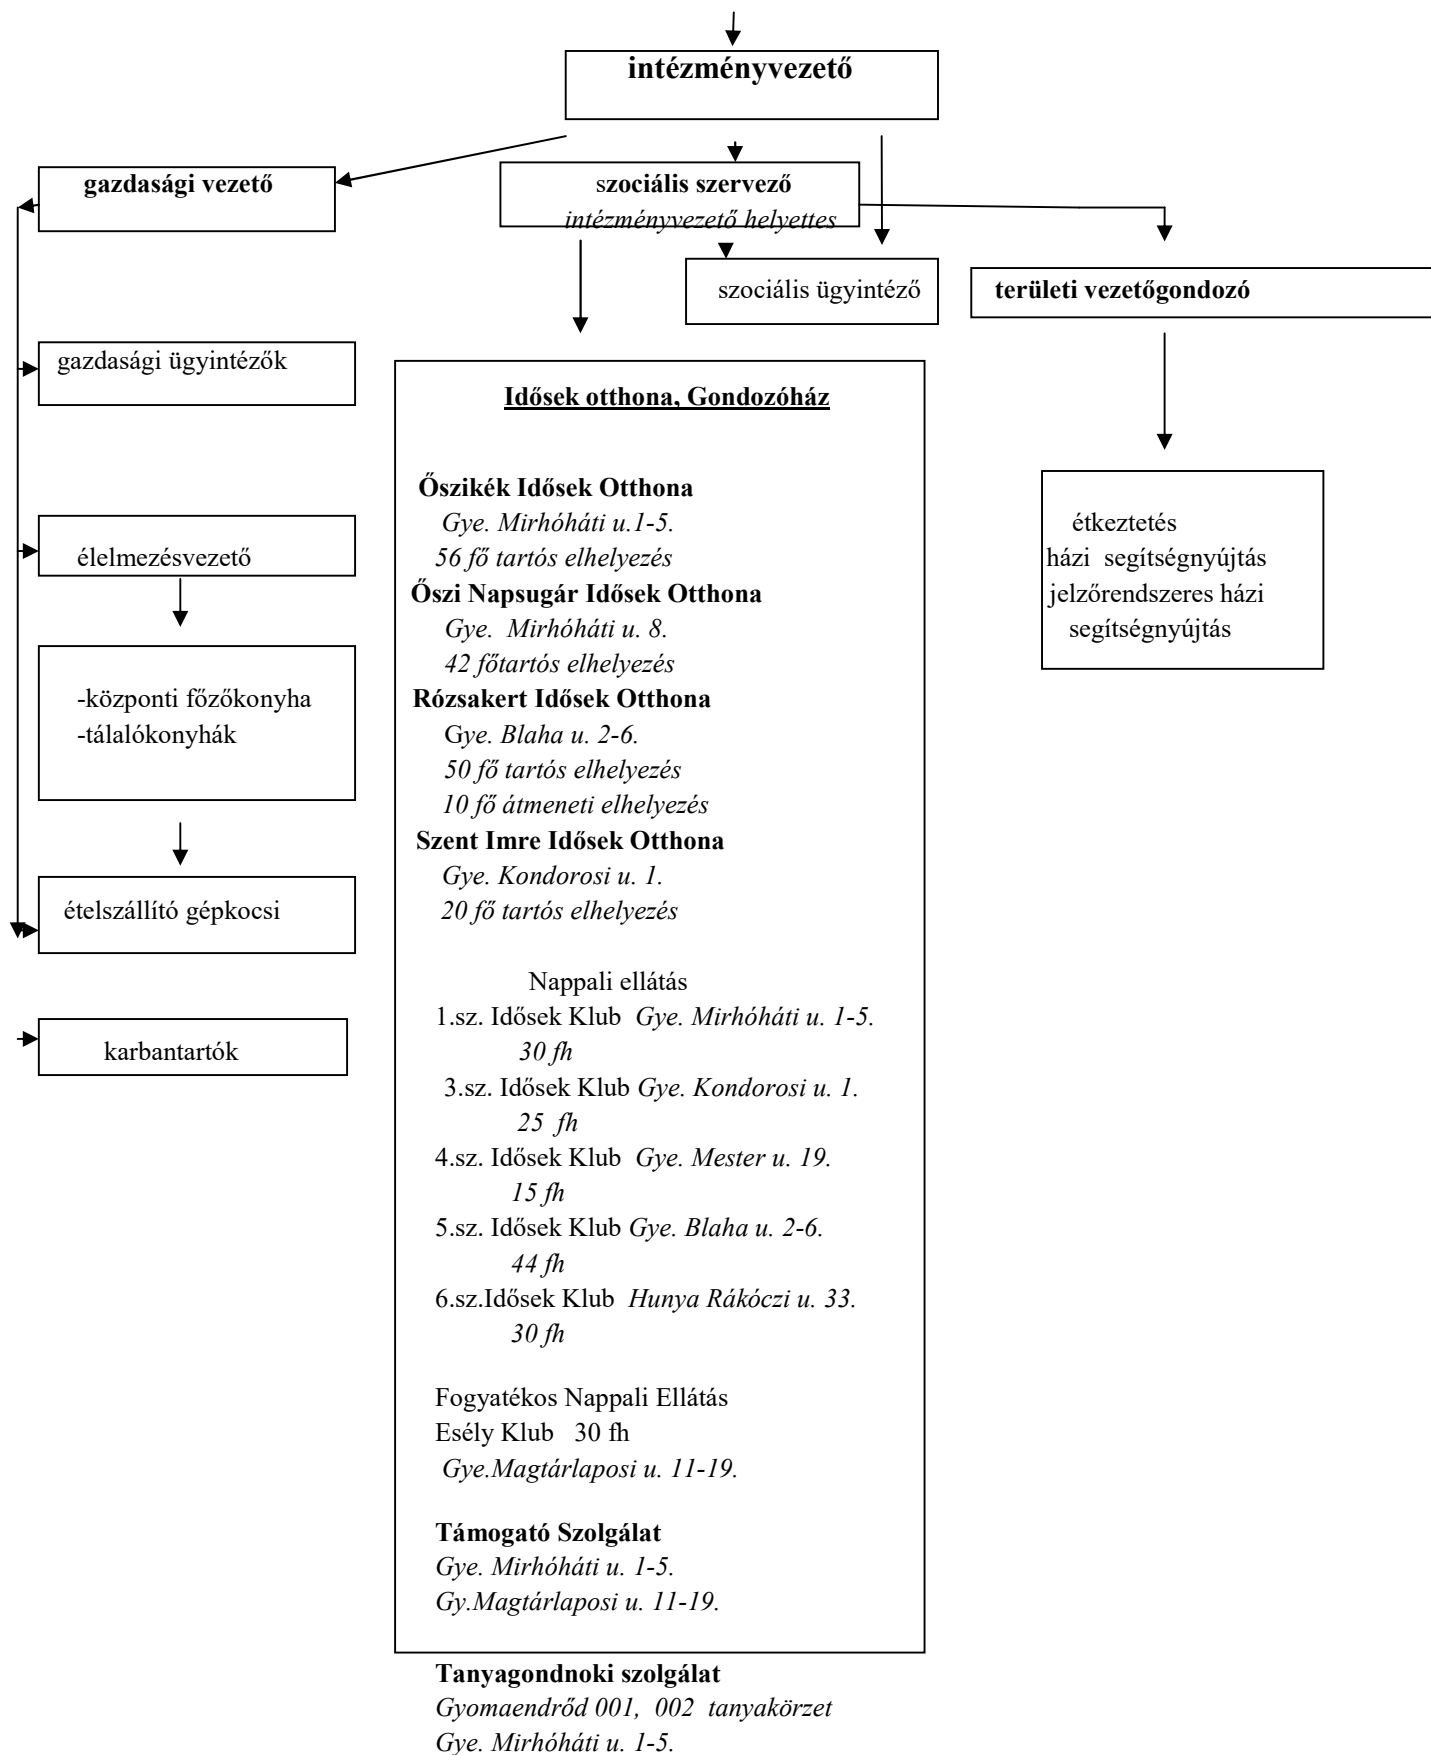 intézményvezető
gazdasági vezető
szociális szervező
intézményvezető helyettes
szociális ügyintéző
területi vezetőgondozó
gazdasági ügyintézők
élelmezésvezető
-központi főzőkonyha
-tálalókonyhák
ételszállító gépkocsi
karbantartók
Idősek otthona, Gondozóház
Őszikék Idősek Otthona
Gye. Mirhóháti u.1-5.
56 fő tartós elhelyezés
Őszi Napsugár Idősek Otthona
Gye.  Mirhóháti u. 8.
42 főtartós elhelyezés
Rózsakert Idősek Otthona
Gye. Blaha u. 2-6.
50 fő tartós elhelyezés
10 fő átmeneti elhelyezés
Szent Imre Idősek Otthona
Gye. Kondorosi u. 1.
20 fő tartós elhelyezés
Nappali ellátás
1.sz. Idősek Klub  Gye. Mirhóháti u. 1-5.
30 fh
3.sz. Idősek Klub Gye. Kondorosi u. 1.
25  fh
4.sz. Idősek Klub  Gye. Mester u. 19.
15 fh
5.sz. Idősek Klub Gye. Blaha u. 2-6.
44 fh
6.sz.Idősek Klub  Hunya Rákóczi u. 33.
30 fh
Fogyatékos Nappali Ellátás
Esély Klub   30 fh
Gye.Magtárlaposi u. 11-19.
Támogató Szolgálat
Gye. Mirhóháti u. 1-5.
Gy.Magtárlaposi u. 11-19.
Tanyagondnoki szolgálat
Gyomaendrőd 001,  002  tanyakörzet
Gye. Mirhóháti u. 1-5.
étkeztetés
házi  segítségnyújtás
jelzőrendszeres házi
segítségnyújtás